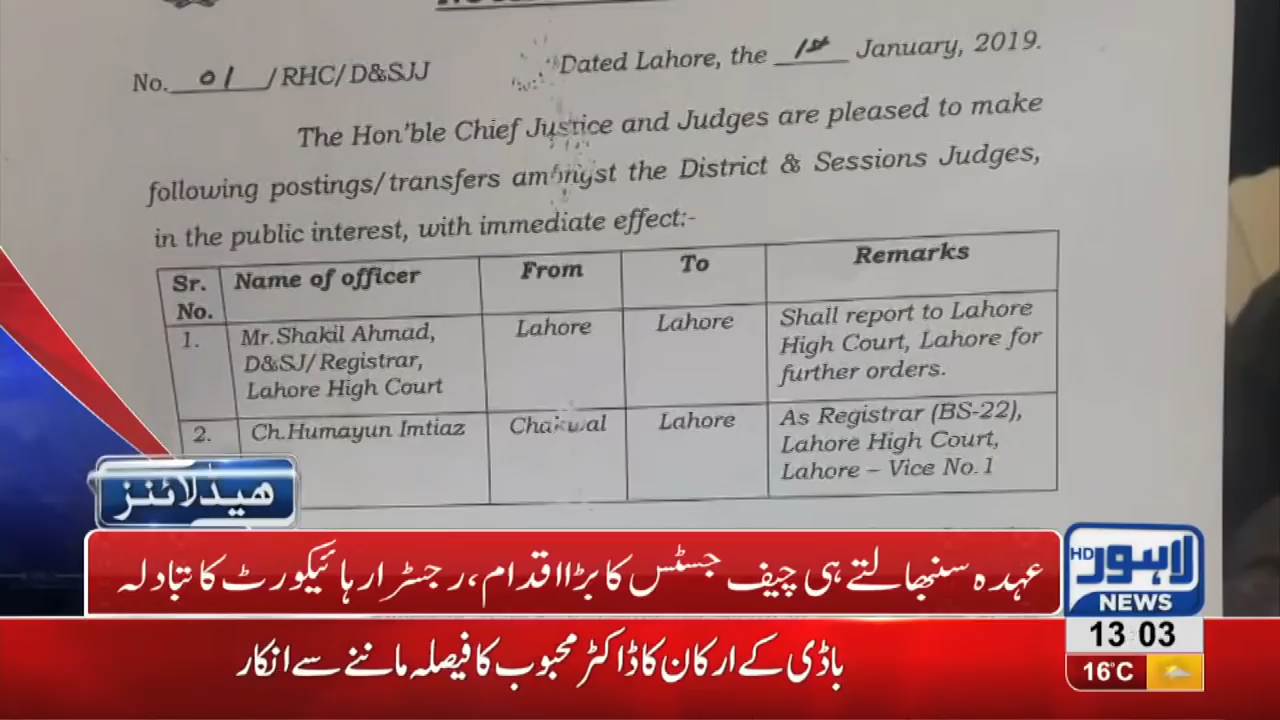 No. 01 /RHC/D&SJJ
Dated Lahore, the 1st January, 2019.
The Hon'ble Chief Justice and Judges are pleased to make
following postings/transfers amongst the District & Sessions Judges,
in the public interest, with immediate effect:-
Sr. No. Name of officer From To Remarks
1. Mr.Shakil Ahmad, D&SJ/Registrar, Lahore High Court Lahore Lahore Shall report to Lahore High Court, Lahore for further orders.
2. Ch.Humayun Imtiaz Chakwal Lahore As Registrar (BS-22), Lahore High Court, Lahore – Vice No.1
ہیڈلائنز
عہدہ سنبھالتے ہی چیف جسٹس کا بڑا اقدام، رجسٹرار ہائیکورٹ کا تبادلہ
HD لاہور
NEWS
13 03
16°C
باڈی کے ارکان کا ڈاکٹر محبوب کا فیصلہ ماننے سے انکار